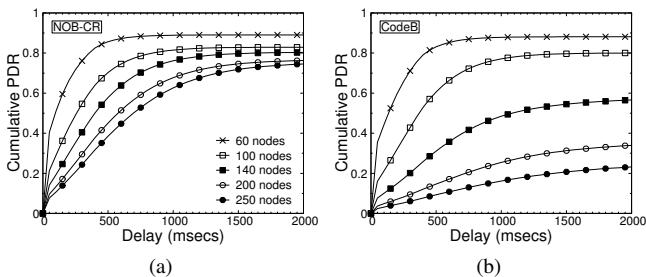 NOB-CR
Cumulative PDR
1
0.8
0.6
0.4
0.2
0
60 nodes
100 nodes
140 nodes
200 nodes
250 nodes
0 500 1000 1500 2000
Delay (msecs)
(a)
CodeB
Cumulative PDR
1
0.8
0.6
0.4
0.2
0
0 500 1000 1500 2000
Delay (msecs)
(b)